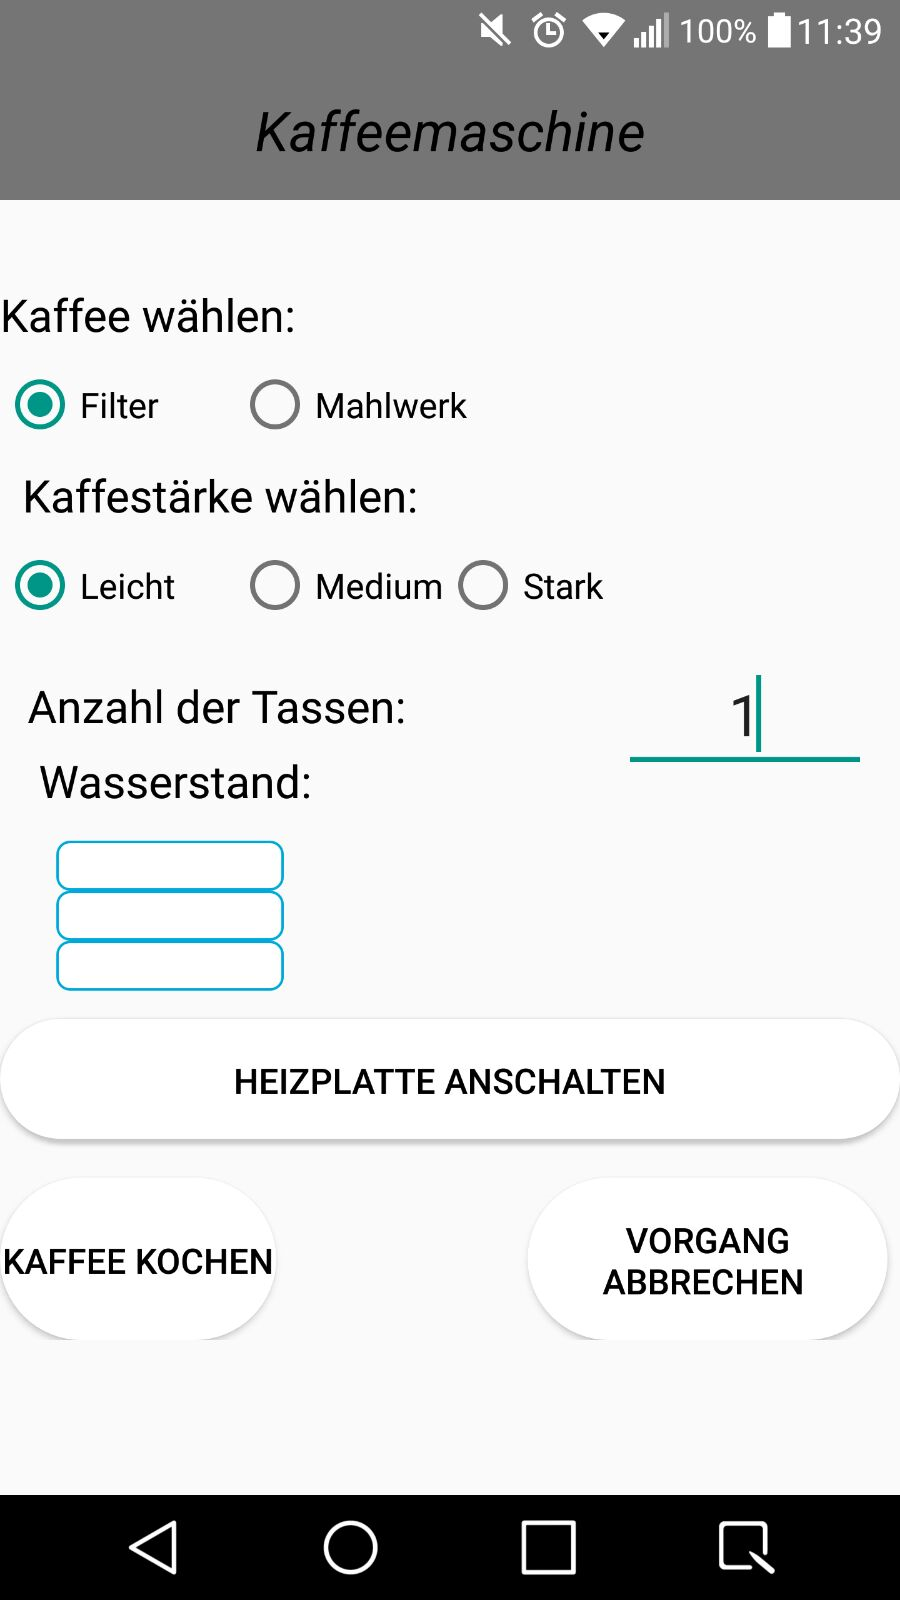 100% 11:39
Kaffeemaschine
Kaffee wählen:
Filter Mahlwerk
Kaffestärke wählen:
Leicht Medium Stark
Anzahl der Tassen: 1
Wasserstand:
HEIZPLATTE ANSCHALTEN
KAFFEE KOCHEN
VORGANG
ABBRECHEN